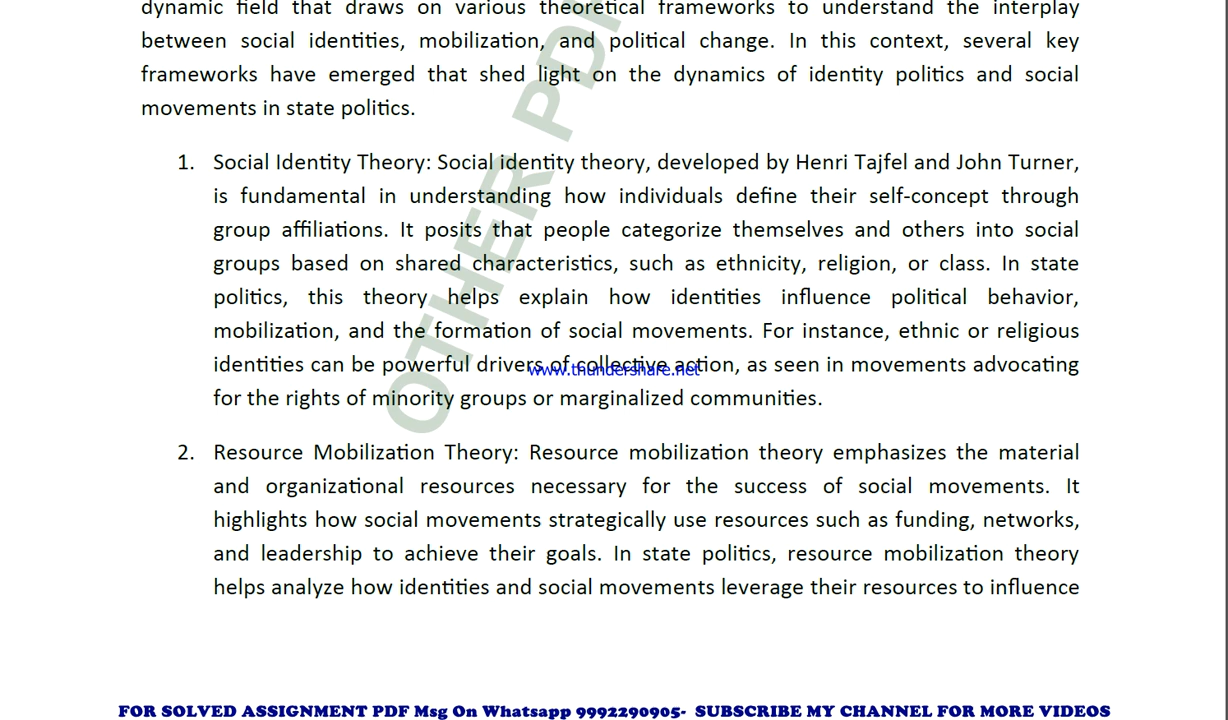 dynamic field that draws on various theoretical frameworks to understand the interplay
between social identities, mobilization, and political change. In this context, several key
frameworks have emerged that shed light on the dynamics of identity politics and social
movements in state politics.
1. Social Identity Theory: Social identity theory, developed by Henri Tajfel and John Turner,
is fundamental in understanding how individuals define their self-concept through
group affiliations. It posits that people categorize themselves and others into social
groups based on shared characteristics, such as ethnicity, religion, or class. In state
politics, this theory helps explain how identities influence political behavior,
mobilization, and the formation of social movements. For instance, ethnic or religious
identities can be powerful drivers of collective action, as seen in movements advocating
www.thundershare.net
for the rights of minority groups or marginalized communities.
2. Resource Mobilization Theory: Resource mobilization theory emphasizes the material
and organizational resources necessary for the success of social movements. It
highlights how social movements strategically use resources such as funding, networks,
and leadership to achieve their goals. In state politics, resource mobilization theory
helps analyze how identities and social movements leverage their resources to influence
OTHER PDF
FOR SOLVED ASSIGNMENT PDF Msg On Whatsapp 9992290905- SUBSCRIBE MY CHANNEL FOR MORE VIDEOS